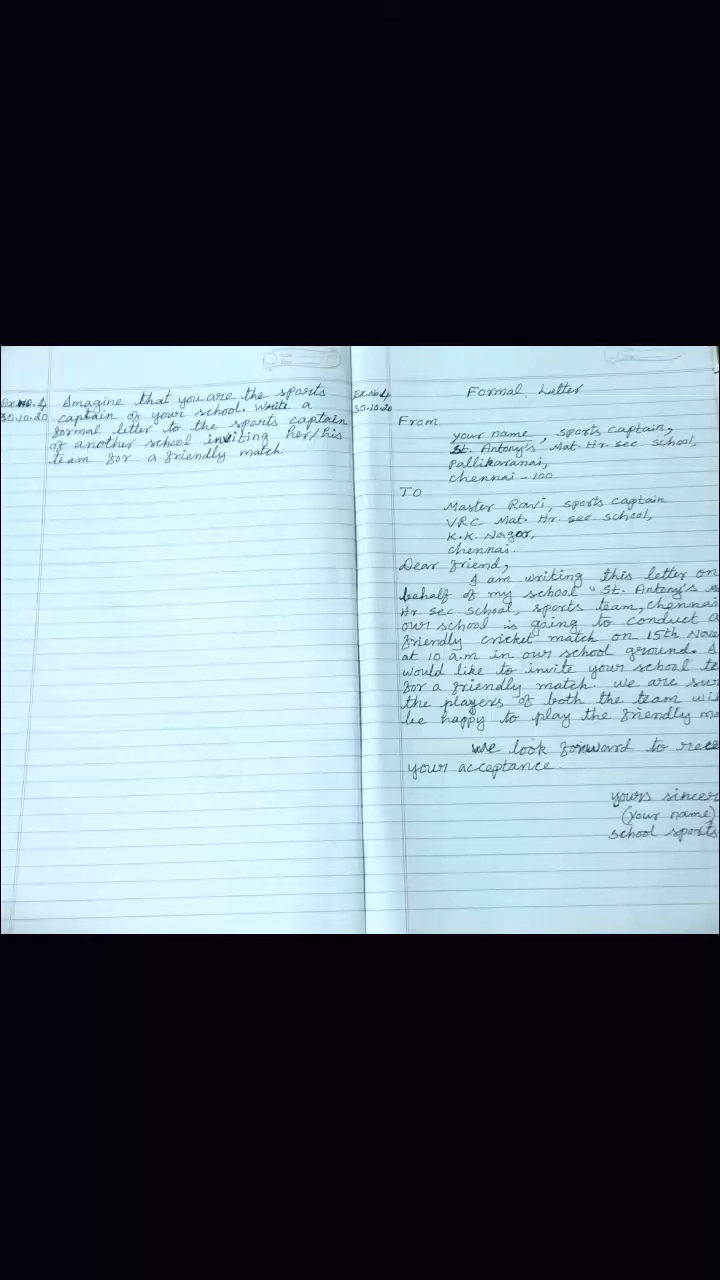 Ex.No.4
30.10.20
Imagine that you are the sports
captain of your school. Write a
formal letter to the sports captain
of another school inviting her/his
team for a friendly match
Ex.No.4
30.10.20
Formal Letter
From
your name, sports captain,
St. Antony's Mat. Hr. sec school,
Pallikaranai,
chennai - 100
TO
Master Ravi, sports captain
VRC Mat. Hr. sec school,
K.K. Nagar,
chennai.
Dear friend,
I am writing this letter on
behalf of my school "St. Antony's
Hr. sec school, sports team, chennai
our school is going to conduct a
friendly cricket match on 15th Nove
at 10 a.m in our school ground. I
would like to invite your school te
for a friendly match. we are sur
the players of both the team wi
be happy to play the friendly m
we look forward to rece
your acceptance
yours sincer
(your name)
school sports